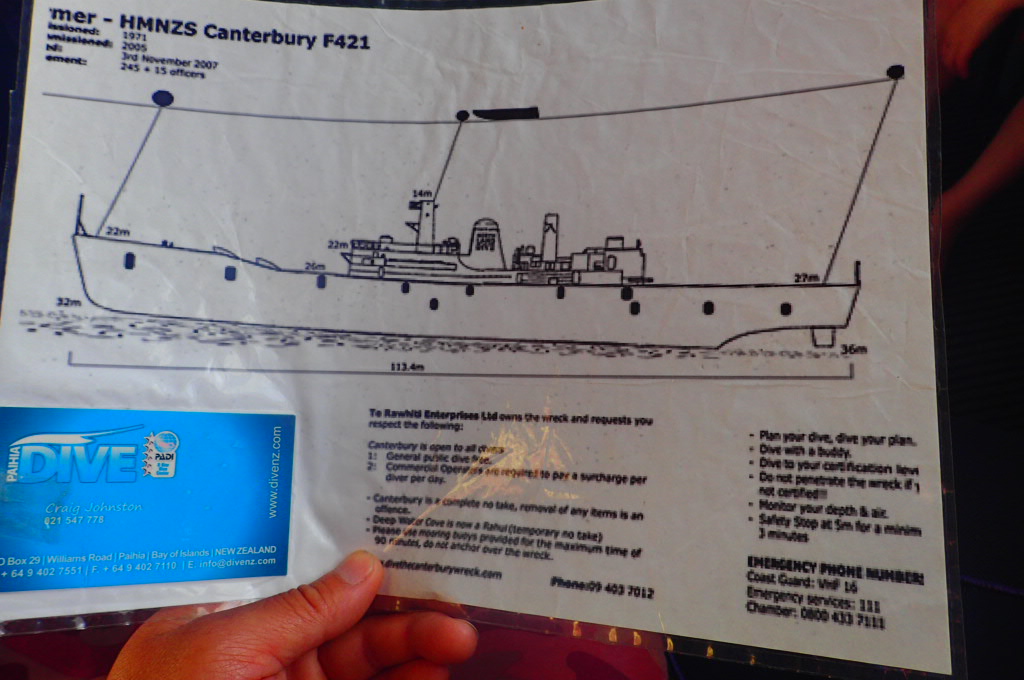 mer - HMNZS Canterbury F421
ssioned: 1971
missioned: 2005
3rd November 2007
ement: 245 + 15 officers
14m
22m
22m
26m
27m
32m
36m
113.4m
Te Rawhiti Enterprises Ltd owns the wreck and requests you
respect the following:
Canterbury is open to all
1: General public dive free.
2: Commercial Operators are required to pay a surcharge per
diver per day.
- Canterbury is a complete no take, removal of any items is an
offence.
- Deep Water Cove is now a Rahui (temporary no take)
- Please use mooring buoys provided for the maximum time of
90 minutes, do not anchor over the wreck.
divethecanterburywreck.com
Phone:09 403 7012
- Plan your dive, dive your plan.
- Dive with a buddy.
- Dive to your certification leve
- Do not penetrate the wreck if y
not certified!!!
- Monitor your depth & air.
- Safety Stop at 5m for a minim
3 minutes
EMERGENCY PHONE NUMBER
Coast Guard: VHF 16
Emergency services: 111
Chamber: 0800 433 7111
PAIHIA DIVE
PADI
www.divenz.com
Craig Johnston
021 547 778
O Box 29 | Williams Road | Paihia | Bay of Islands | NEW ZEALAND
+ 64 9 402 7551 | F. + 64 9 402 7110 | E. info@divenz.com